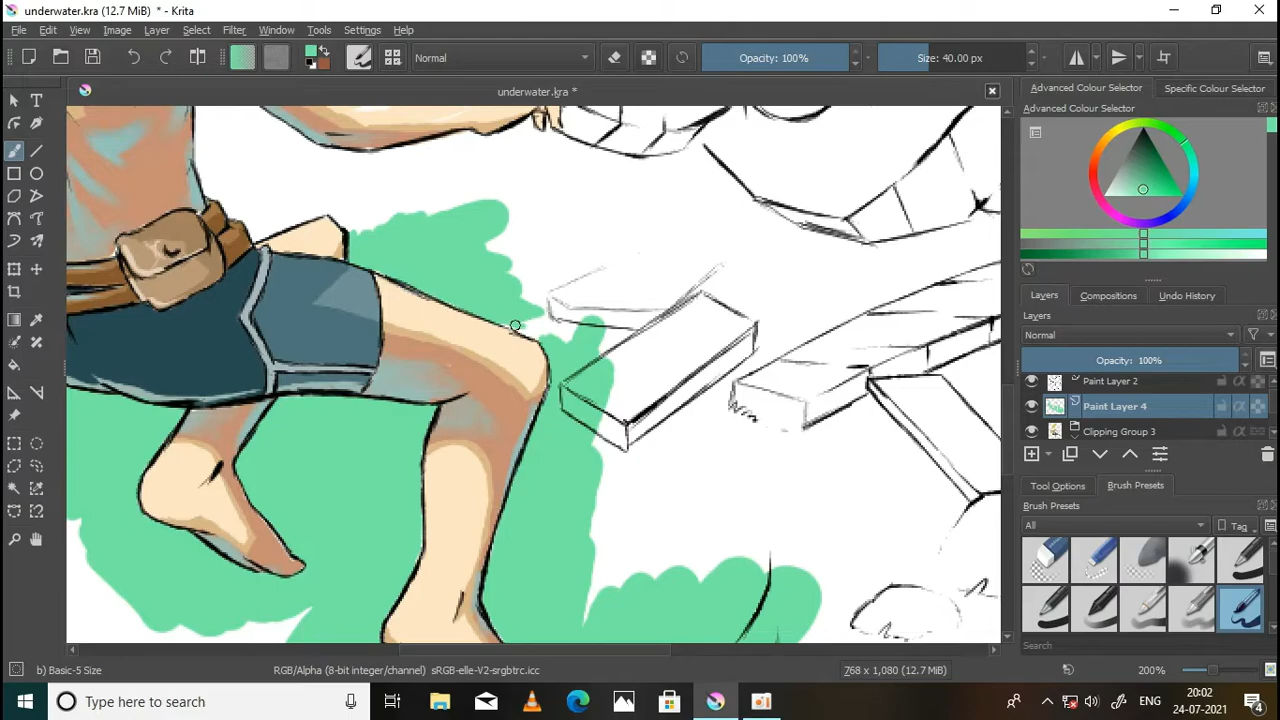 underwater.kra (12.7 MiB) * - Krita
File Edit View Image Layer Select Filter Window Tools Settings Help
Normal
Opacity: 100%
Size: 40.00 px
underwater.kra *
Advanced Colour Selector
Specific Colour Selector
Advanced Colour Selector
Layers
Compositions
Undo History
Layers
Normal
Opacity: 100%
Paint Layer 2
Paint Layer 4
Clipping Group 3
Tool Options
Brush Presets
Brush Presets
All
Tag
Search
b) Basic-5 Size
RGB/Alpha (8-bit integer/channel) sRGB-elle-V2-srgbtrc.icc
768 x 1,080 (12.7 MiB)
200%
Type here to search
ENG
20:02
24-07-2021
4